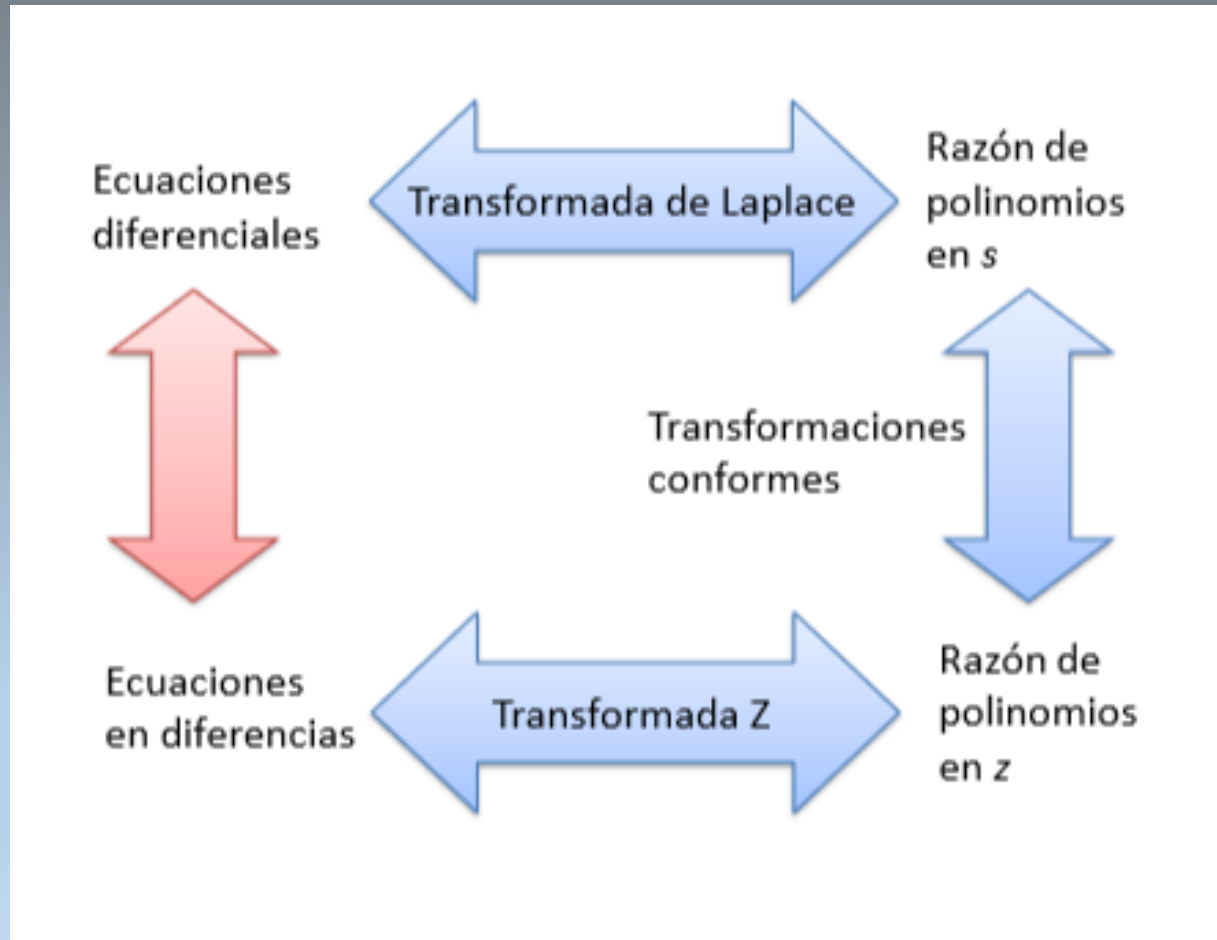 Ecuaciones
diferenciales
Transformada de Laplace
Razón de
polinomios
en s
Transformaciones
conformes
Ecuaciones
en diferencias
Transformada Z
Razón de
polinomios
en z